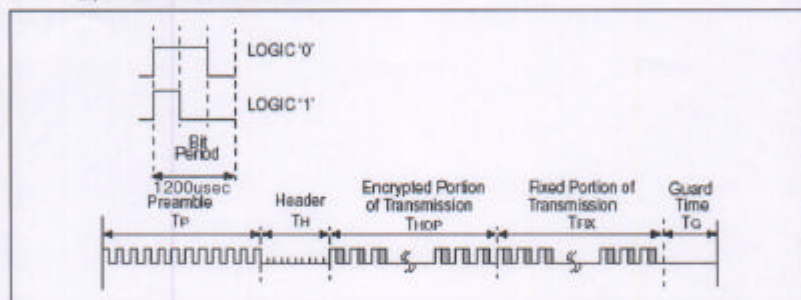 LOGIC '0'
LOGIC '1'
Bit
Period
1200usec
Preamble
TP
Header
TH
Encrypted Portion
of Transmission
THOP
Fixed Portion of
Transmission
TFIX
Guard
Time
TG